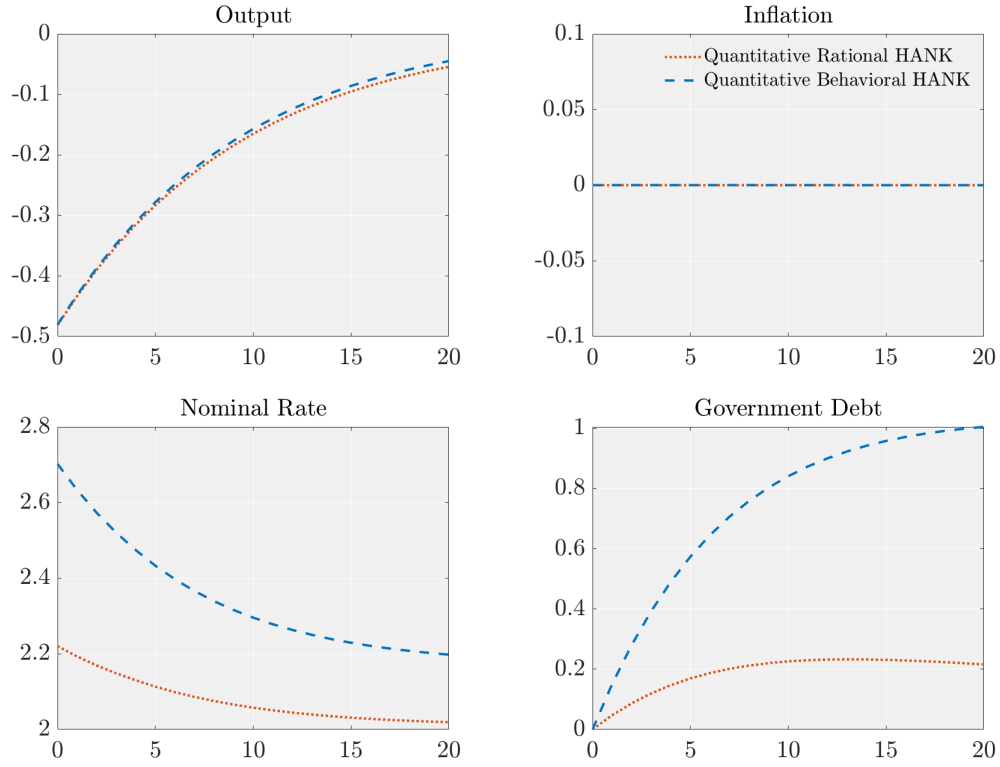 Output
0
-0.1
-0.2
-0.3
-0.4
-0.5
0 5 10 15 20
Inflation
0.1
0.05
0
-0.05
-0.1
0 5 10 15 20
Quantitative Rational HANK
Quantitative Behavioral HANK
Nominal Rate
2.8
2.6
2.4
2.2
2
0 5 10 15 20
Government Debt
1
0.8
0.6
0.4
0.2
0
0 5 10 15 20